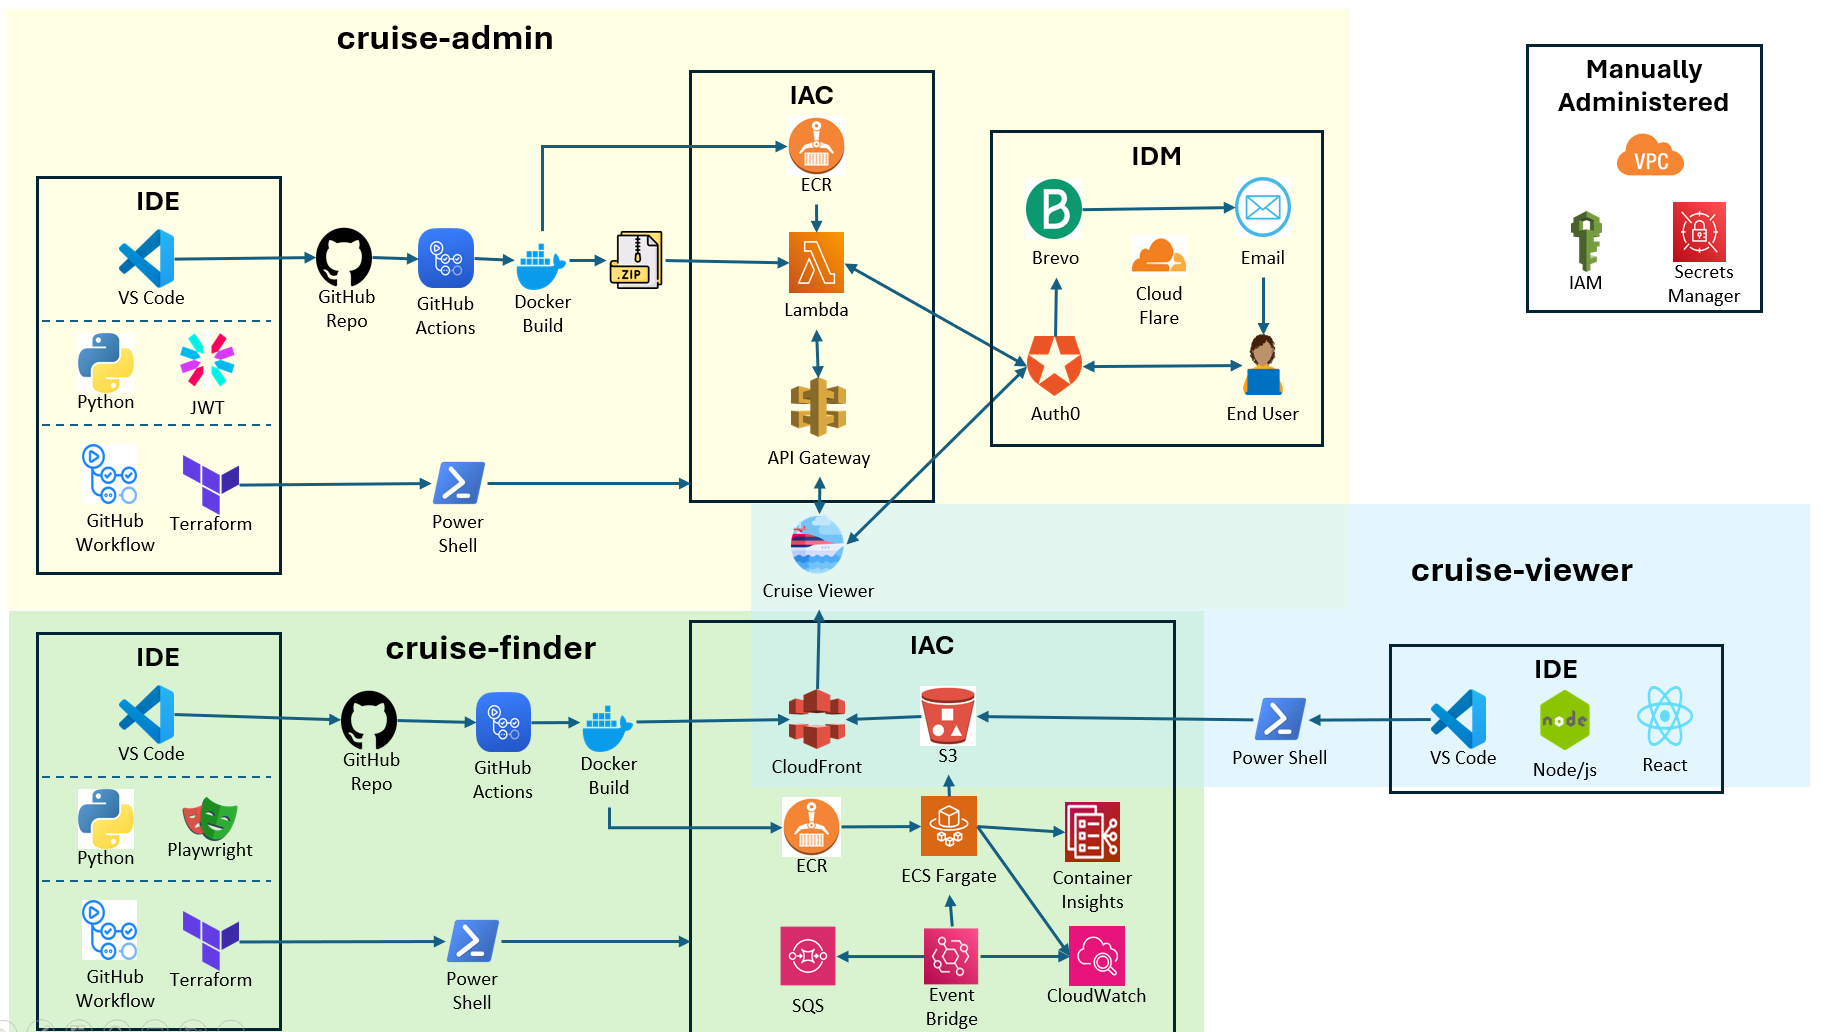 cruise-admin
IDE
VS Code
Python
JWT
GitHub
Workflow
Terraform
GitHub
Repo
GitHub
Actions
Docker
Build
.ZIP
Power
Shell
IAC
ECR
Lambda
API Gateway
IDM
B
Brevo
Email
Cloud
Flare
Auth0
End User
Manually
Administered
VPC
IAM
Secrets
Manager
Cruise Viewer
cruise-viewer
IDE
VS Code
node
Node/js
React
Power Shell
cruise-finder
IDE
VS Code
Python
Playwright
GitHub
Workflow
Terraform
GitHub
Repo
GitHub
Actions
Docker
Build
Power
Shell
IAC
CloudFront
S3
ECR
ECS Fargate
Container
Insights
SQS
Event
Bridge
CloudWatch